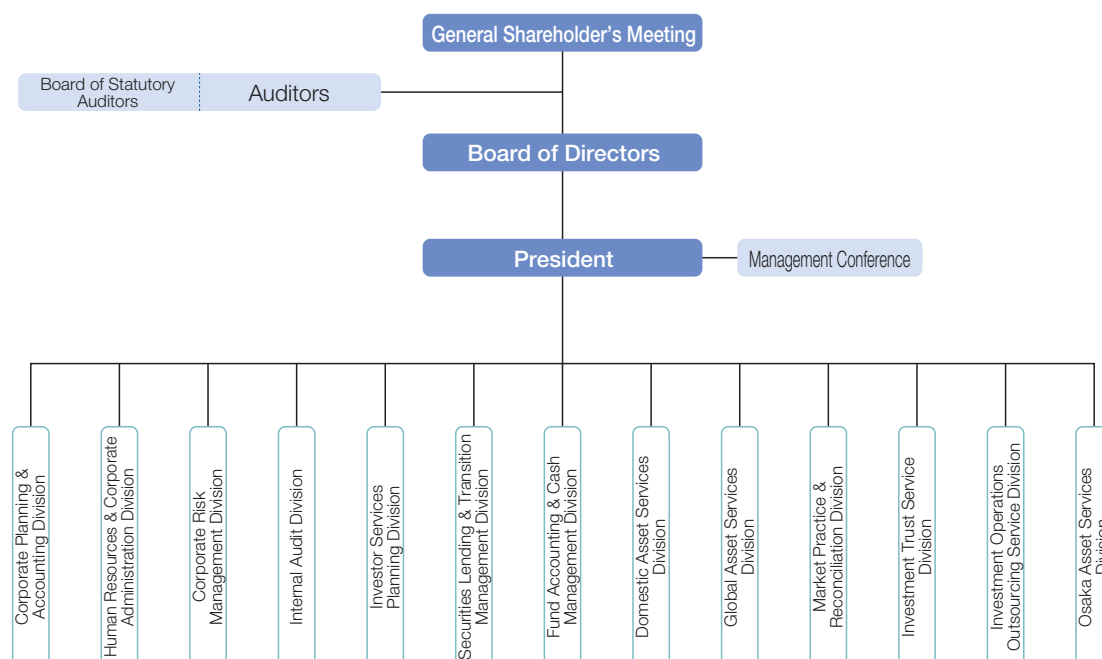 General Shareholder’s Meeting
Board of Statutory
Auditors
Auditors
Board of Directors
President
Management Conference
Corporate Planning &
Accounting Division
Human Resources & Corporate
Administration Division
Corporate Risk
Management Division
Internal Audit Division
Investor Services
Planning Division
Securities Lending & Transition
Management Division
Fund Accounting & Cash
Management Division
Domestic Asset Services
Division
Global Asset Services
Division
Market Practice &
Reconciliation Division
Investment Trust Service
Division
Investment Operations
Outsourcing Service Division
Osaka Asset Services
Division